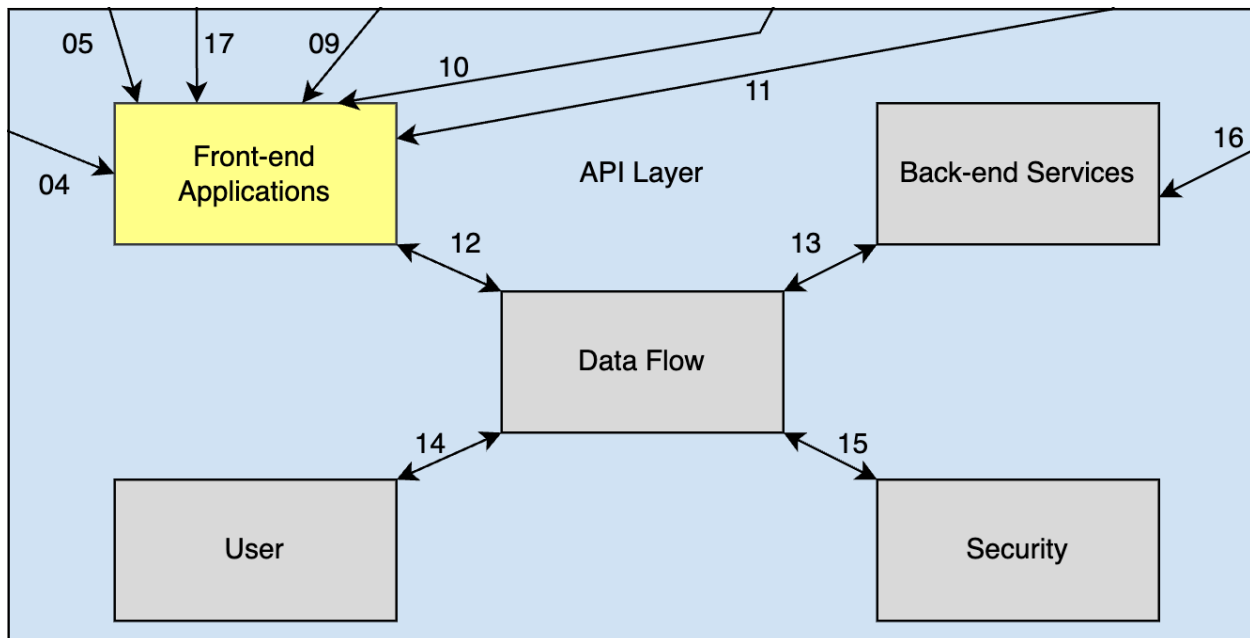 05
17
09
10
11
Front-end
Applications
API Layer
Back-end Services
16
04
12
13
Data Flow
14
15
User
Security